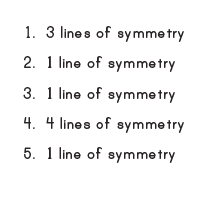 1. 3 lines of symmetry
2. 1 line of symmetry
3. 1 line of symmetry
4. 4 lines of symmetry
5. 1 line of symmetry